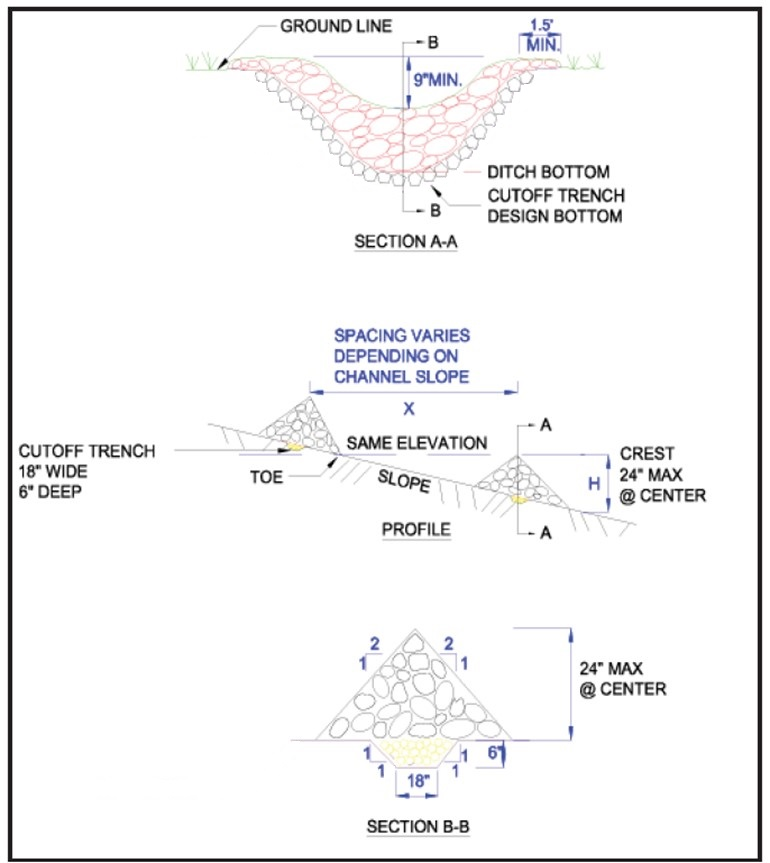 GROUND LINE
B
1.5'
MIN.
9"MIN.
DITCH BOTTOM
CUTOFF TRENCH
DESIGN BOTTOM
B
SECTION A-A
SPACING VARIES
DEPENDING ON
CHANNEL SLOPE
X
A
CUTOFF TRENCH
18" WIDE
6" DEEP
SAME ELEVATION
TOE
SLOPE
H
CREST
24" MAX
@ CENTER
PROFILE
A
2
1
2
1
24" MAX
@ CENTER
1
1
1
1
6"
18"
SECTION B-B